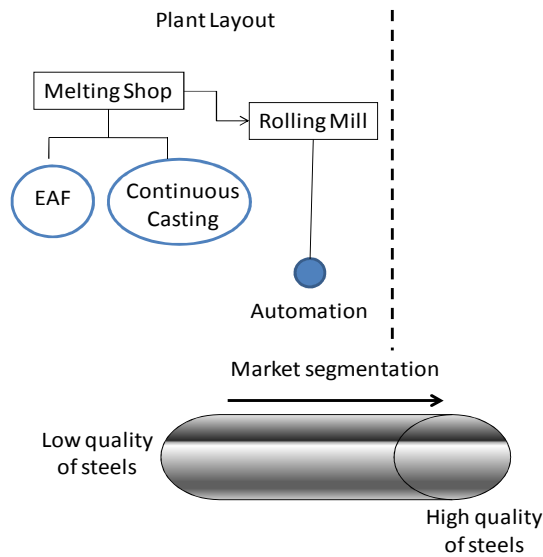 Plant Layout
Melting Shop
Rolling Mill
EAF
Continuous
Casting
Automation
Market segmentation
Low quality
of steels
High quality
of steels